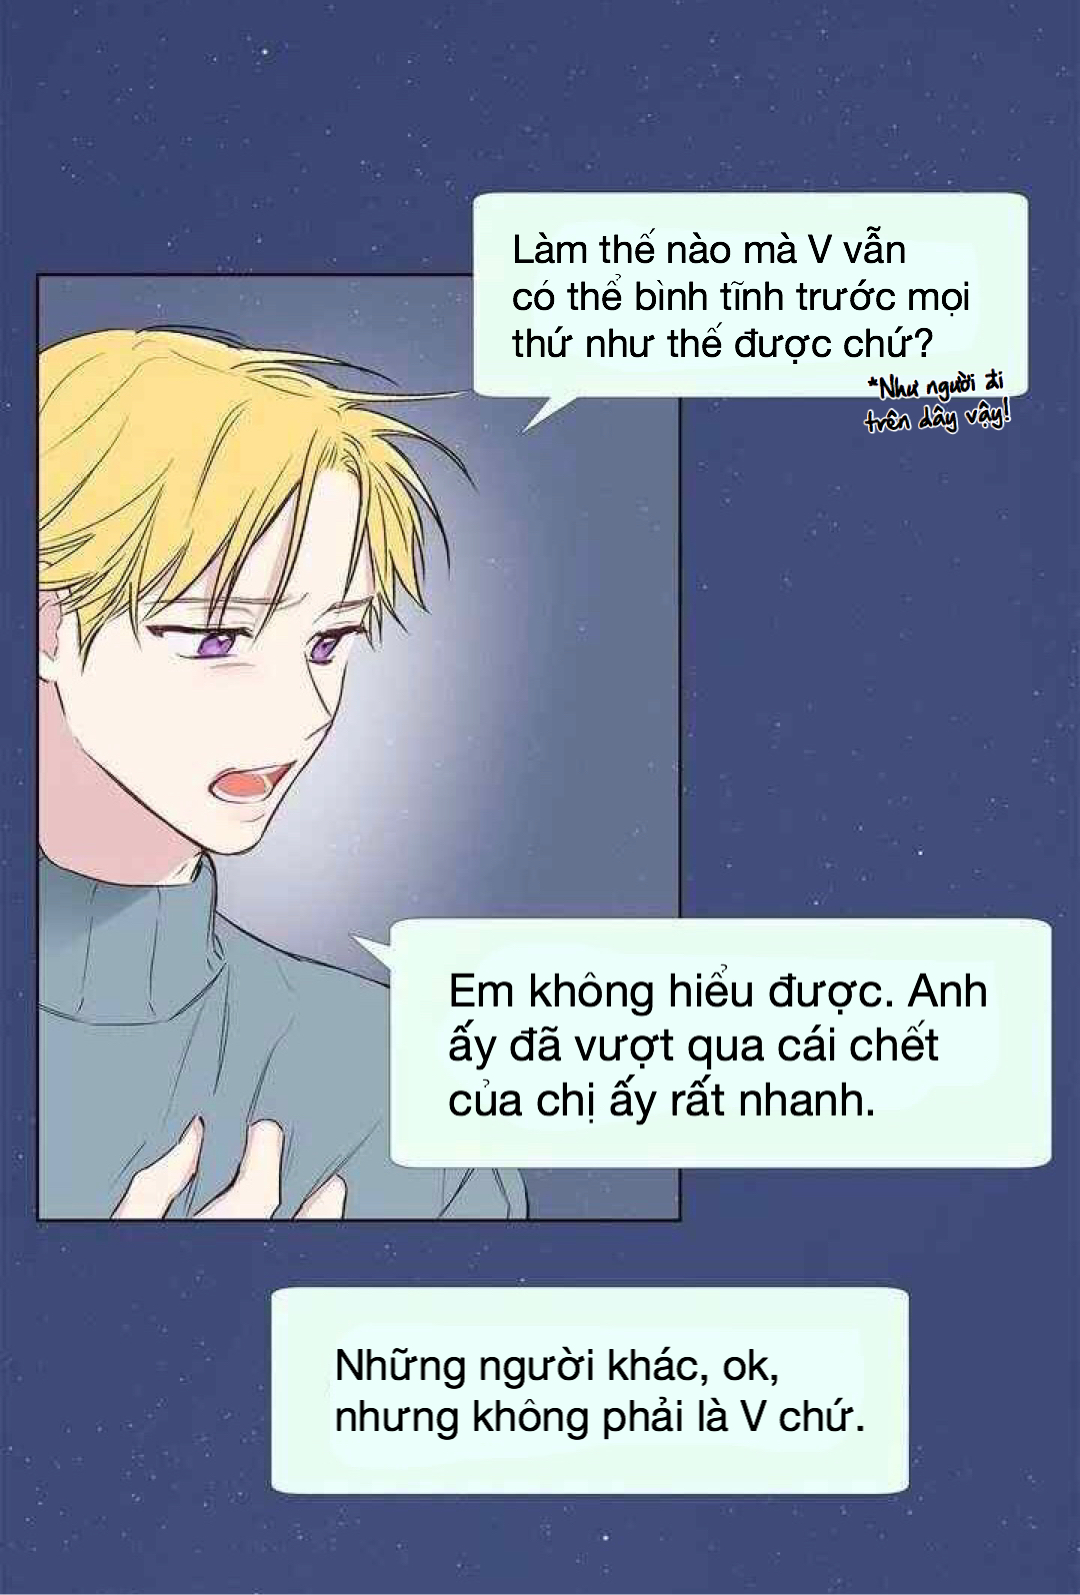 Làm thế nào mà V vẫn
có thể bình tĩnh trước mọi
thứ như thế được chứ?
*Như người đi
trên dây vậy!
Em không hiểu được. Anh
ấy đã vượt qua cái chết
của chị ấy rất nhanh.
Những người khác, ok,
nhưng không phải là V chứ.